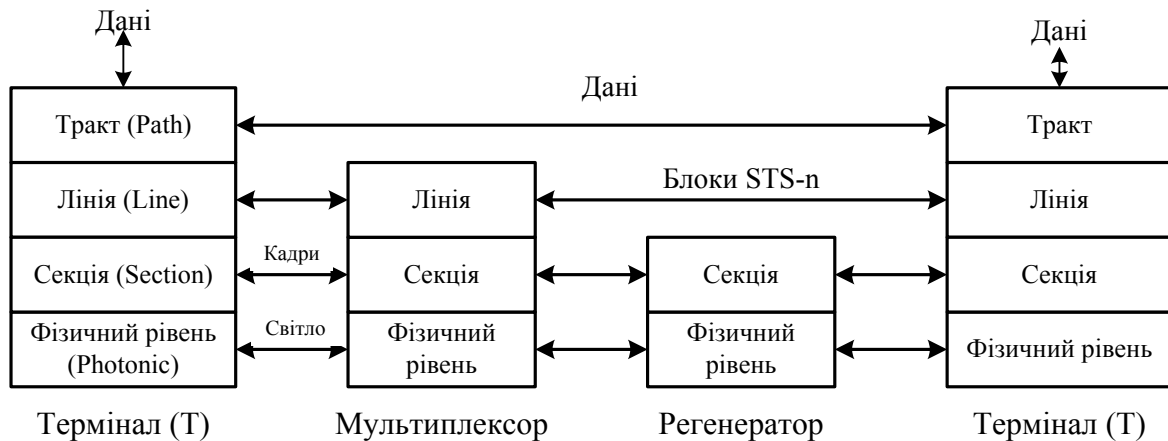 Дані
Дані
Дані
Тракт (Path)
Тракт
Блоки STS-n
Лінія (Line)
Лінія
Лінія
Кадри
Секція (Section)
Секція
Секція
Секція
Світло
Фізичний рівень
(Photonic)
Фізичний
рівень
Фізичний
рівень
Фізичний рівень
Термінал (Т)
Мультиплексор
Регенератор
Термінал (Т)